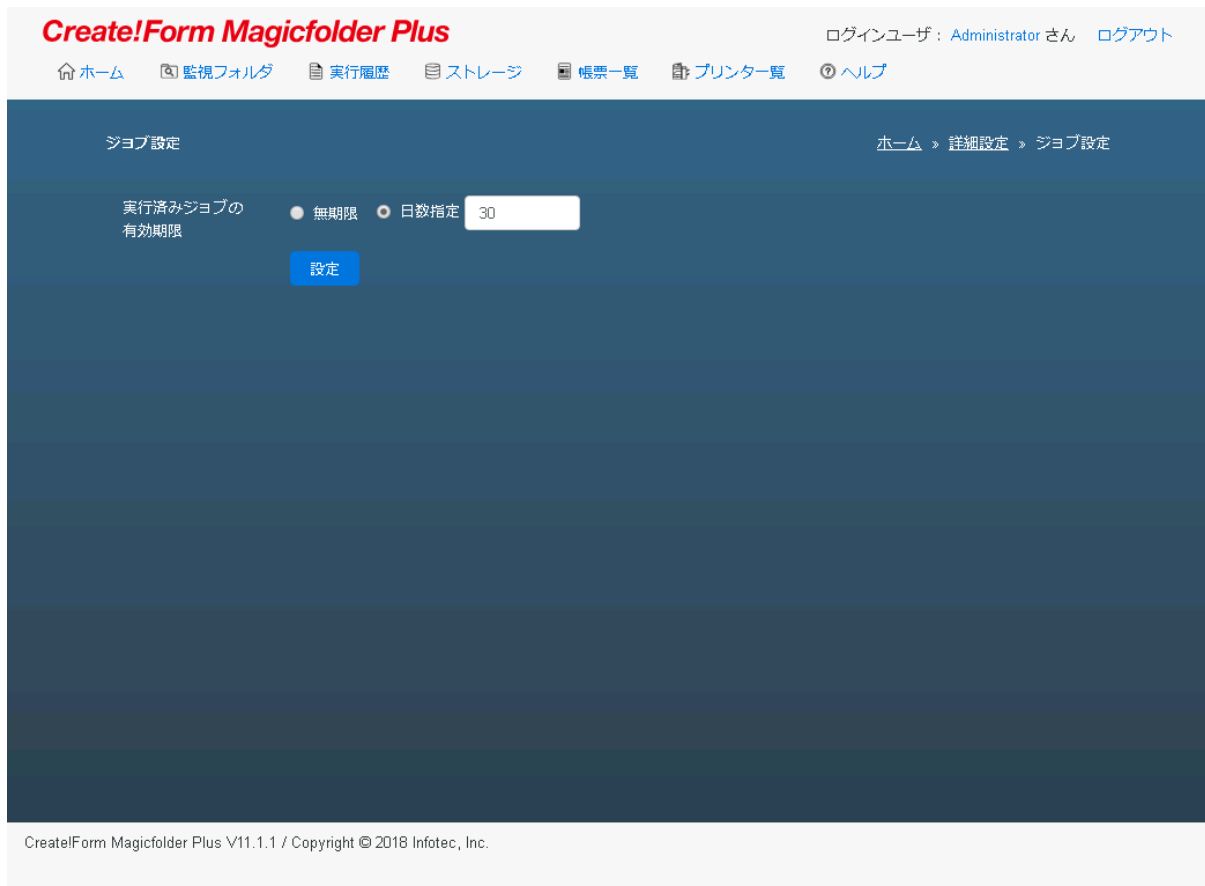 Create!Form Magicfolder Plus
ログインユーザ： Administrator さん ログアウト
ホーム 監視フォルダ 実行履歴 ストレージ 帳票一覧 プリンター覧 ヘルプ
ジョブ設定
ホーム » 詳細設定 » ジョブ設定
実行済みジョブの
有効期限
無期限 日数指定 30
設定
Create!Form Magicfolder Plus V11.1.1 / Copyright © 2018 Infotec, Inc.